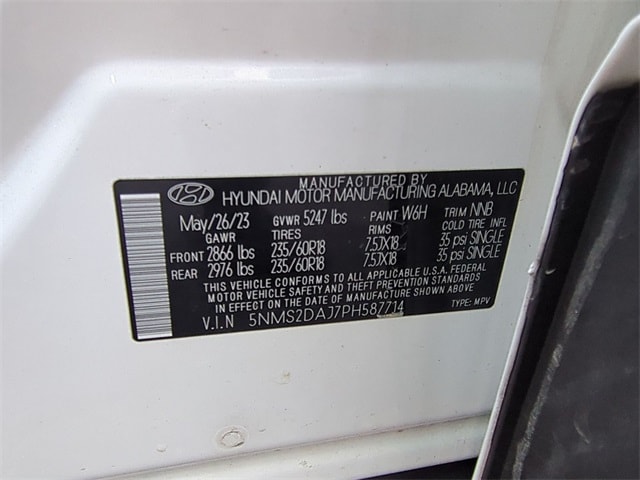 MANUFACTURED BY
HYUNDAI MOTOR MANUFACTURING ALABAMA, LLC
May/26/23 GVWR 5247 lbs PAINT W6H TRIM NNB
GAWR TIRES RIMS COLD TIRE INFL
FRONT 2866 lbs 235/60R18 7.5JX18 35 psi SINGLE
REAR 2976 lbs 235/60R18 7.5JX18 35 psi SINGLE
THIS VEHICLE CONFORMS TO ALL APPLICABLE U.S.A. FEDERAL
MOTOR VEHICLE SAFETY AND THEFT PREVENTION STANDARDS
IN EFFECT ON THE DATE OF MANUFACTURE SHOWN ABOVE.
V.I.N 5NMS2DAJ7PH587714 TYPE: MPV